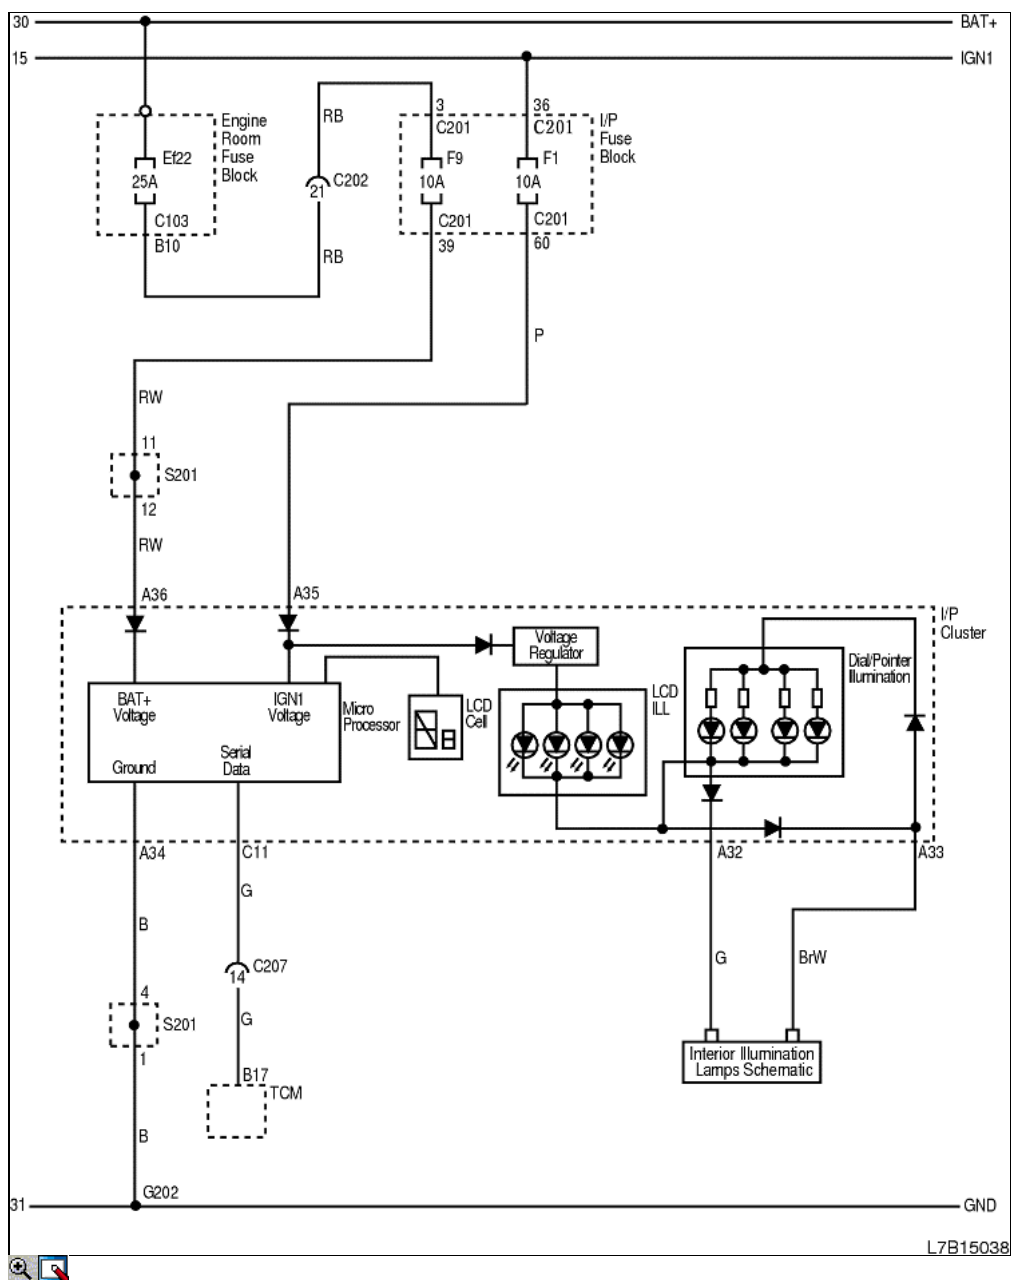 30
BAT+
15
IGN1
Engine
Room
Fuse
Block
Ef22
25A
C103
B10
RB
21
C202
RB
3
C201
36
C201
I/P
Fuse
Block
F9
10A
F1
10A
C201
39
C201
60
P
RW
11
S201
12
RW
A36
A35
I/P
Cluster
Voltage
Regulator
BAT+
Voltage
IGN1
Voltage
Micro
Processor
LCD
Cell
LCD
ILL
Dial/Pointer
Illumination
Ground
Serial
Data
A34
C11
A32
A33
G
B
14
C207
G
BrW
4
S201
1
G
B17
TCM
Interior Illumination
Lamps Schematic
B
G202
31
GND
L7B15038